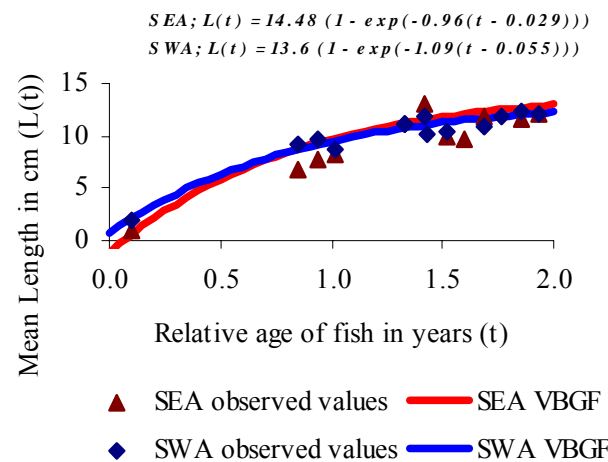 SEA; L(t) =14.48 (1- exp(-0.96(t - 0.029)))
SWA; L(t) =13.6 (1- exp(-1.09(t - 0.055)))
15
10
5
0
0.0 0.5 1.0 1.5 2.0
Mean Length in cm (L(t))
Relative age of fish in years (t)
SEA observed values SEA VBGF
SWA observed values SWA VBGF